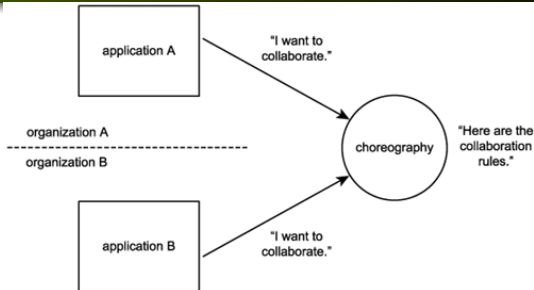 application A
"I want to
collaborate."
organization A
organization B
choreography
"Here are the
collaboration
rules."
application B
"I want to
collaborate."